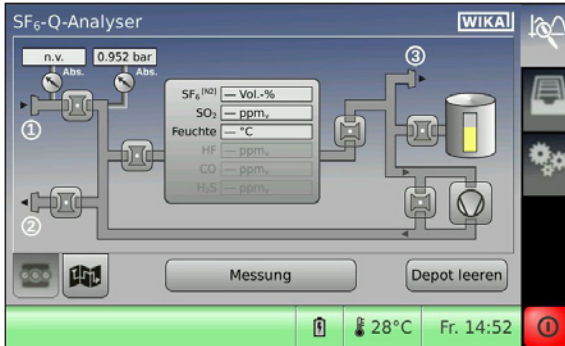 SF₆-Q-Analyser
WIKA
n.v.
0.952 bar
Abs.
Abs.
①
②
③
SF₆ [N2] — Vol.-%
SO₂ — ppmᵥ
Feuchte — °C
HF — ppmᵥ
CO — ppmᵥ
H₂S — ppmᵥ
Messung
Depot leeren
28°C
Fr. 14:52